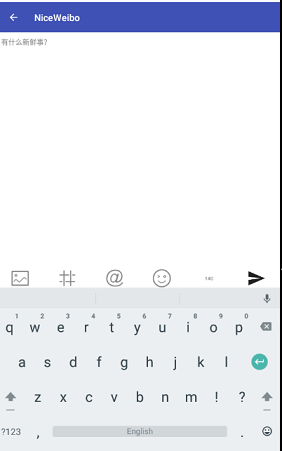 NiceWeibo
有什么新鲜事?
140
1 2 3 4 5 6 7 8 9 0
q w e r t y u i o p
a s d f g h j k l
z x c v b n m ! ?
?123 , English .